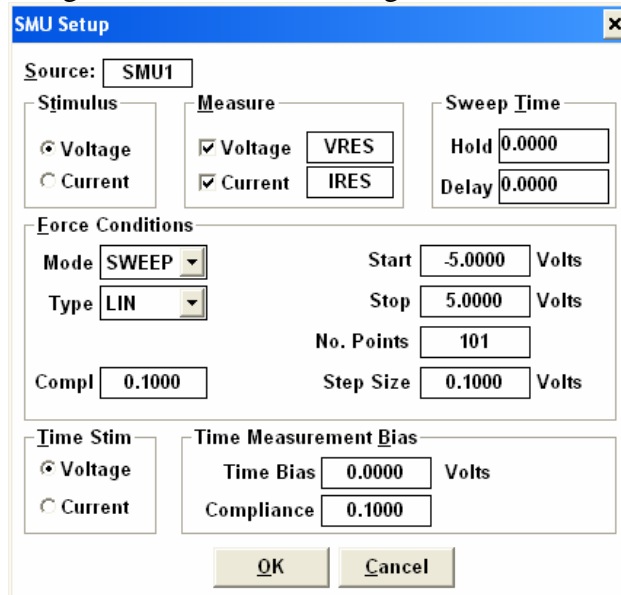 SMU Setup
Source: SMU1
Stimulus
Voltage
Current
Measure
Voltage VRES
Current IRES
Sweep Time
Hold 0.0000
Delay 0.0000
Force Conditions
Mode SWEEP
Type LIN
Compl 0.1000
Start -5.0000 Volts
Stop 5.0000 Volts
No. Points 101
Step Size 0.1000 Volts
Time Stim
Voltage
Current
Time Measurement Bias
Time Bias 0.0000 Volts
Compliance 0.1000
OK Cancel